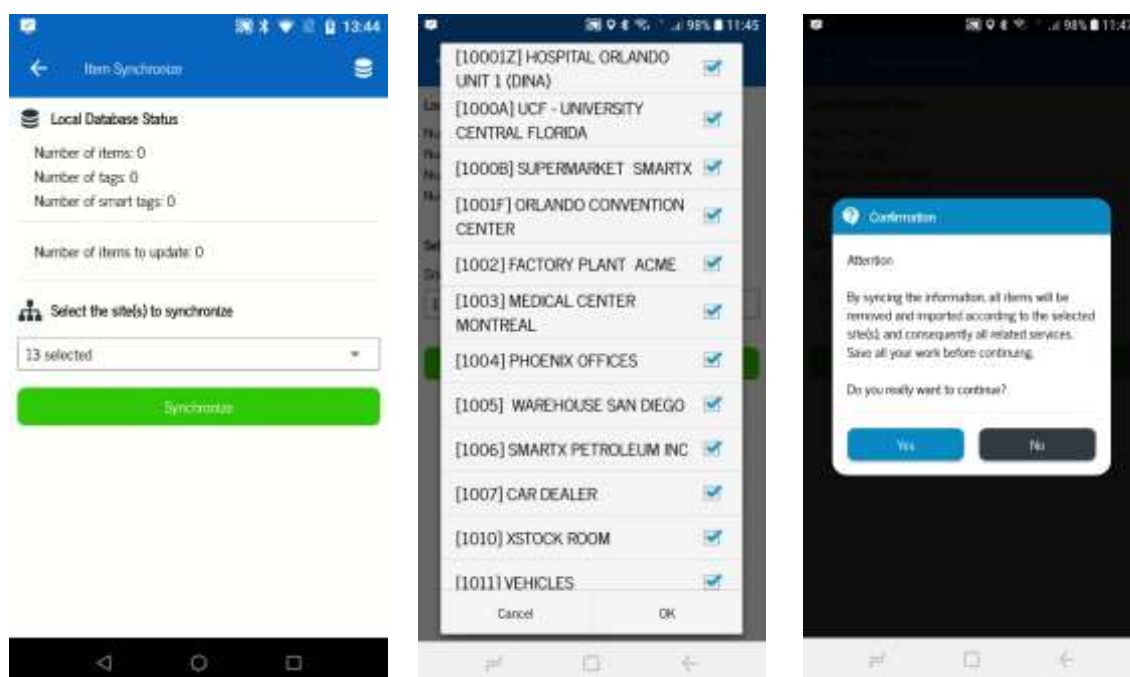 13:44
Item Synchronize
Local Database Status
Number of items: 0
Number of tags: 0
Number of smart tags: 0
Number of items to update: 0
Select the site(s) to synchronize
13 selected
Synchronize
98% 11:45
[10001Z] HOSPITAL ORLANDO
UNIT 1 (DINA)
[1000A] UCF - UNIVERSITY
CENTRAL FLORIDA
[1000B] SUPERMARKET SMARTX
[1001F] ORLANDO CONVENTION
CENTER
[1002] FACTORY PLANT ACME
[1003] MEDICAL CENTER
MONTREAL
[1004] PHOENIX OFFICES
[1005] WAREHOUSE SAN DIEGO
[1006] SMARTX PETROLEUM INC
[1007] CAR DEALER
[1010] XSTOCK ROOM
[1011] VEHICLES
Cancel OK
98% 11:47
Confirmation
Attention
By syncing the information, all items will be
removed and imported according to the selected
site(s), and consequently all related services.
Save all your work before continuing.
Do you really want to continue?
Yes No